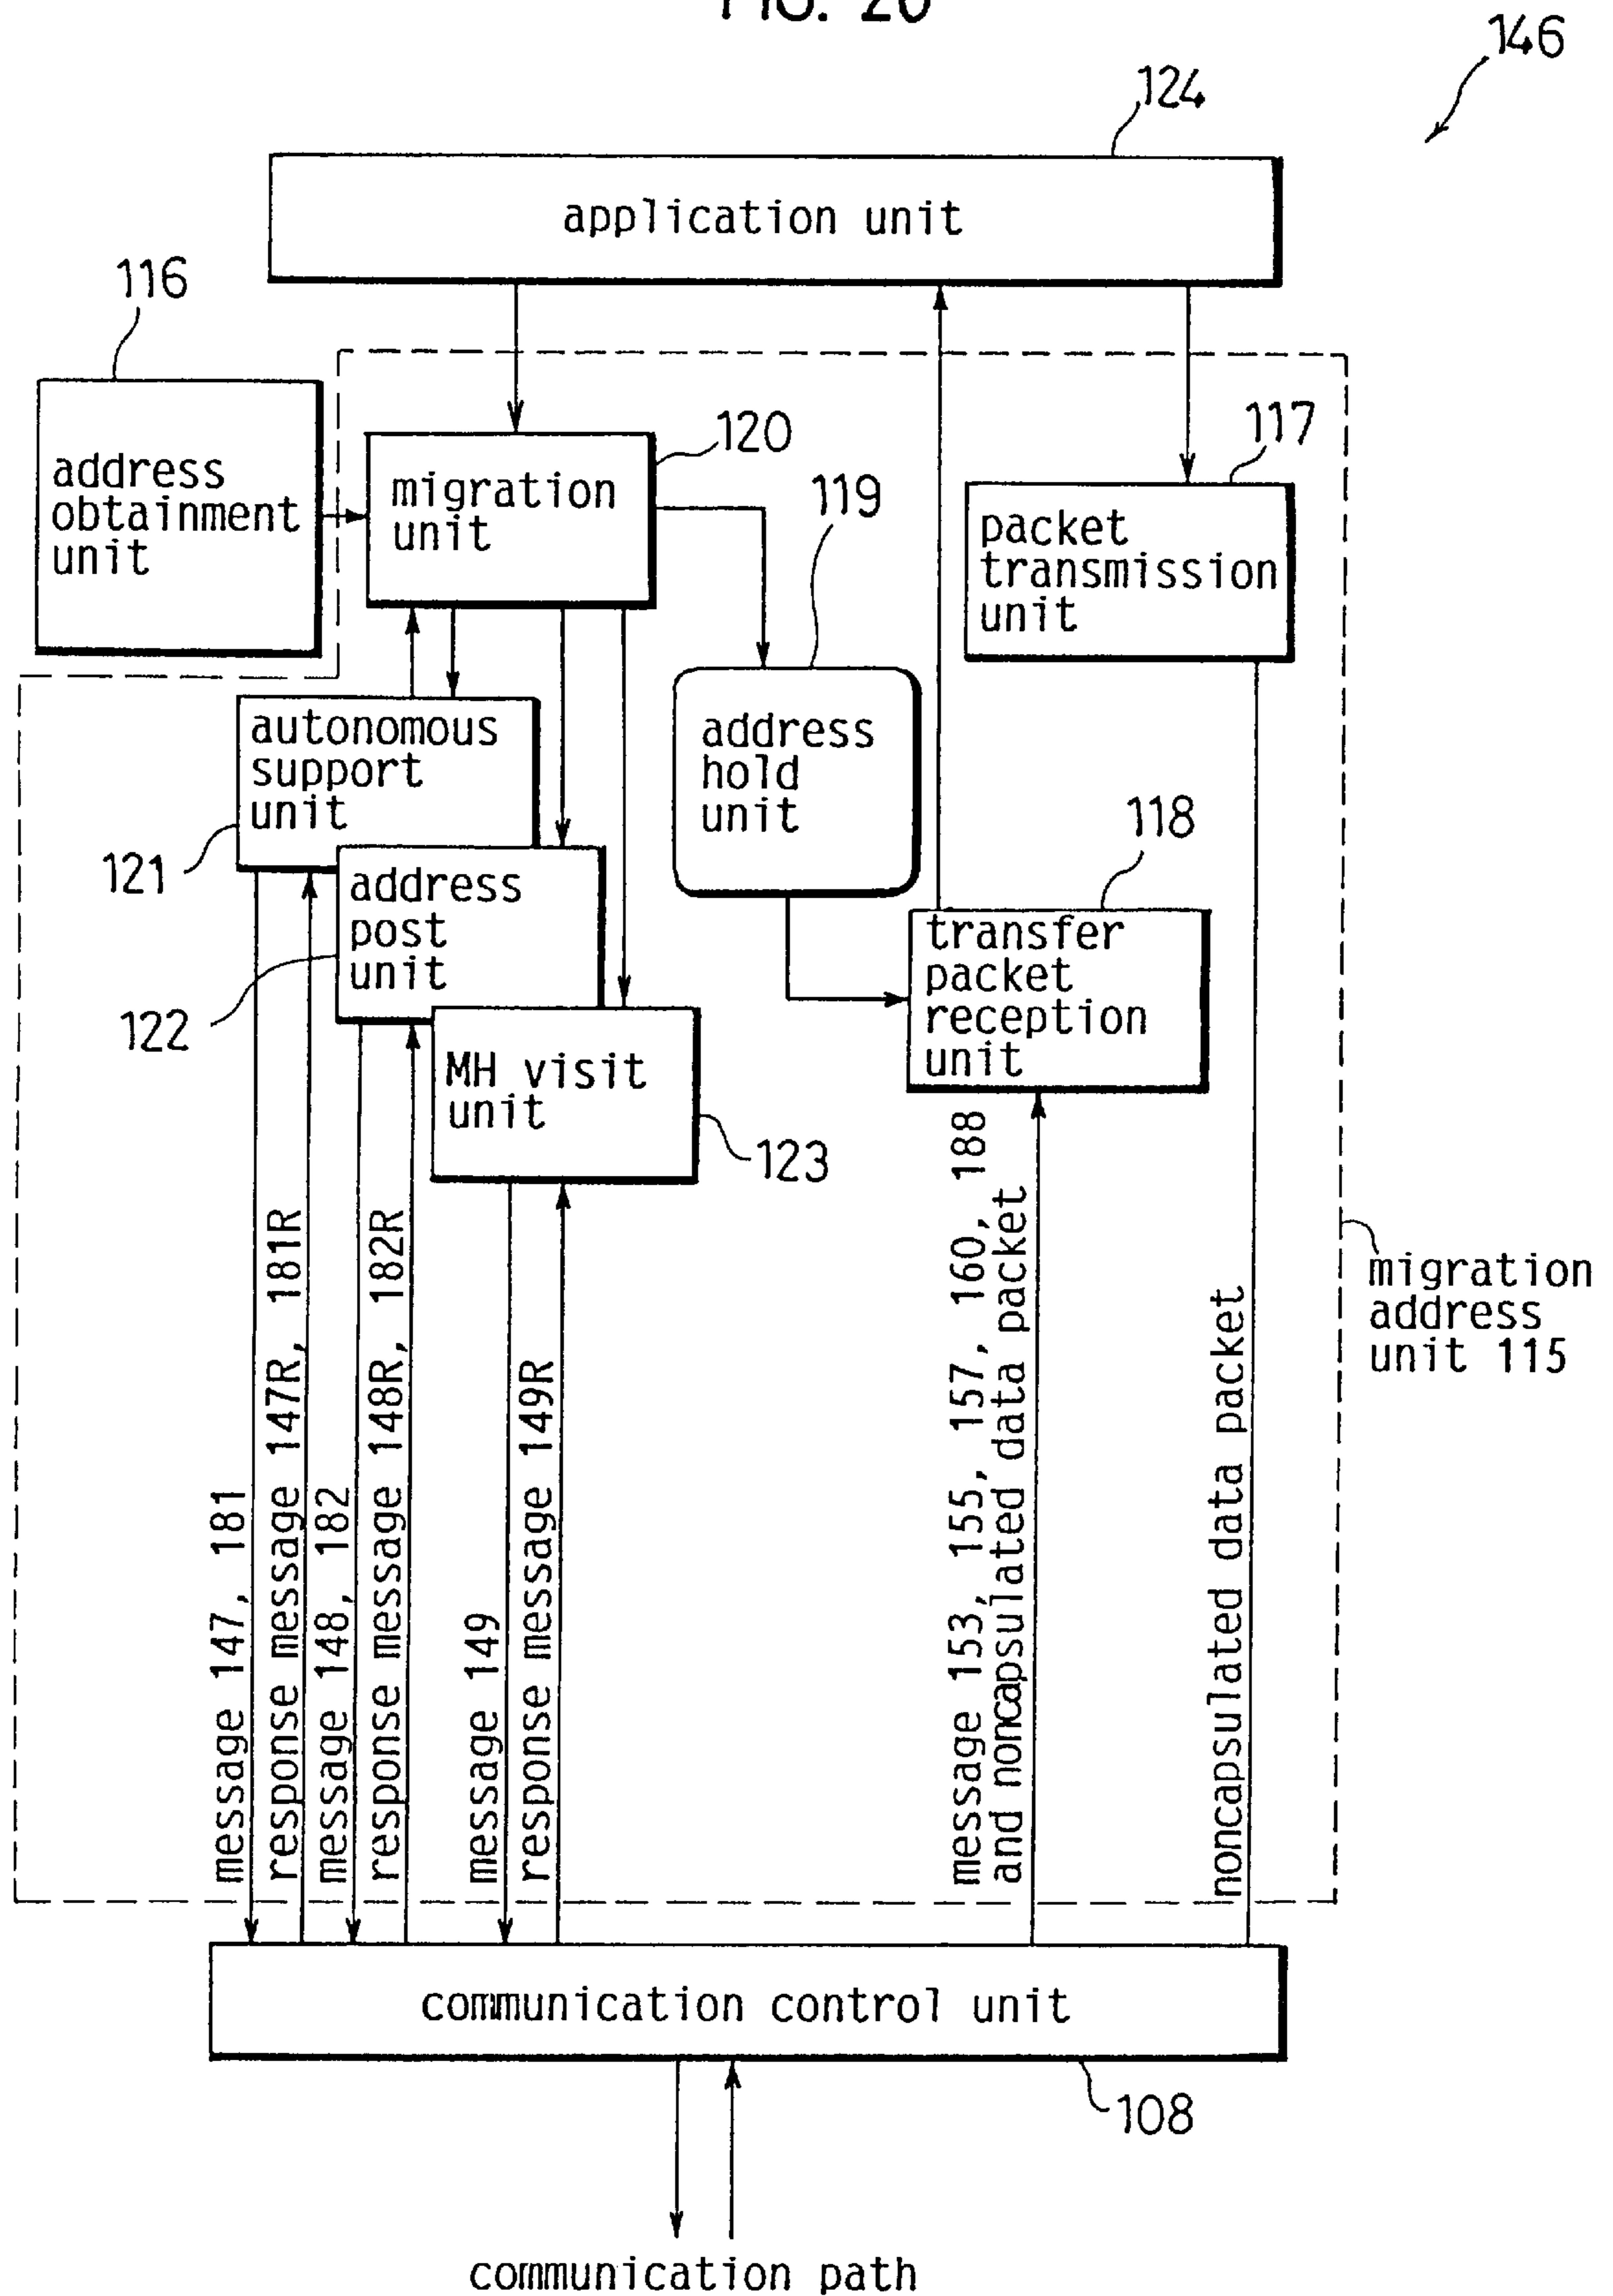 FIG. 20
146
124
application unit
116
address
obtainment
unit
120
migration
unit
119
117
packet
transmission
unit
autonomous
support
unit
121
address
hold
unit
118
address
post
unit
122
transfer
packet
reception
unit
MH visit
unit
123
message 147, 181
response message 147R, 181R
message 148, 182
response message 148R, 182R
message 149
response message 149R
message 153, 155, 157, 160, 188
and noncapsulated data packet
noncapsulated data packet
migration
address
unit 115
communication control unit
108
communication path